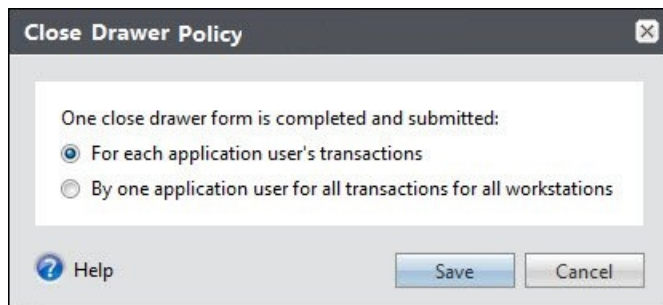 Close Drawer Policy
One close drawer form is completed and submitted:
For each application user's transactions
By one application user for all transactions for all workstations
Help Save Cancel